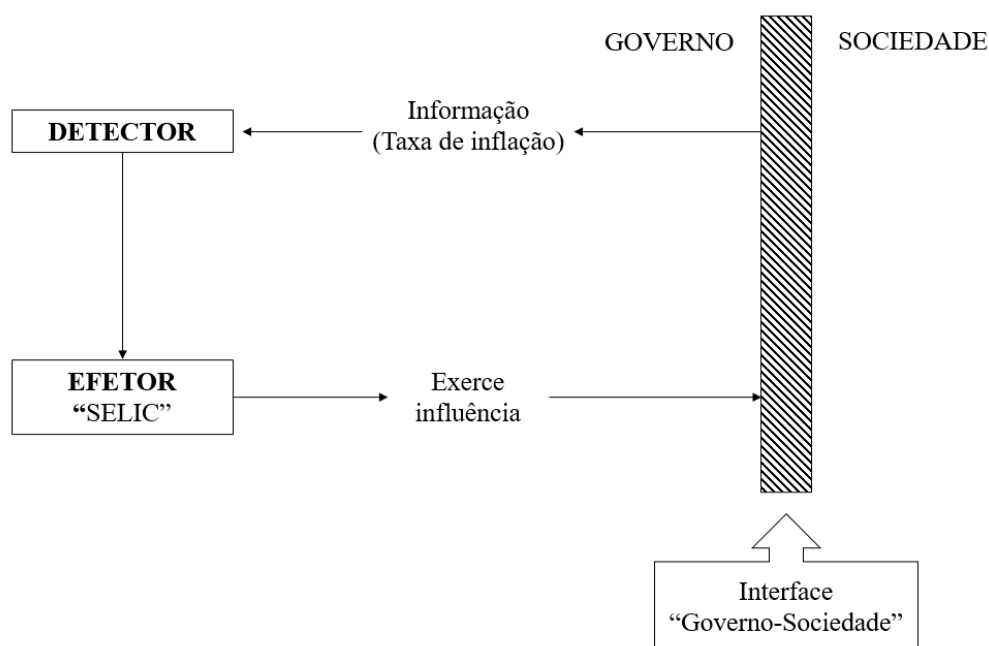 GOVERNO
SOCIEDADE
Informação
(Taxa de inflação)
DETECTOR
EFETOR
“SELIC”
Exerce
influência
Interface
“Governo-Sociedade”